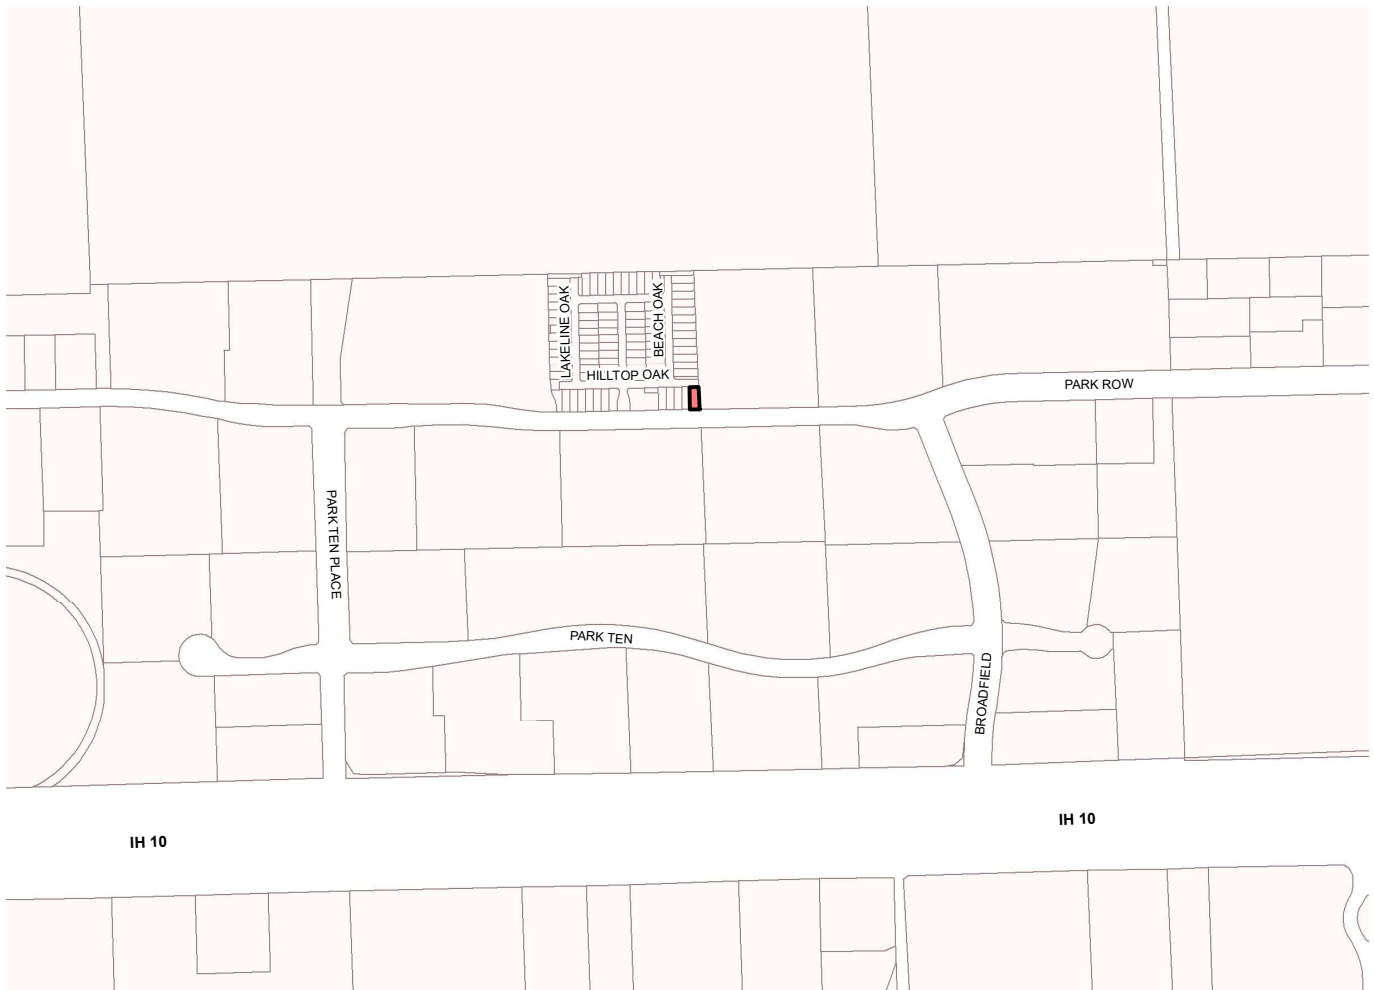 LAKELINE OAK
BEACH OAK
HILLTOP OAK
PARK ROW
PARK TEN PLACE
PARK TEN
BROADFIELD
IH 10
IH 10